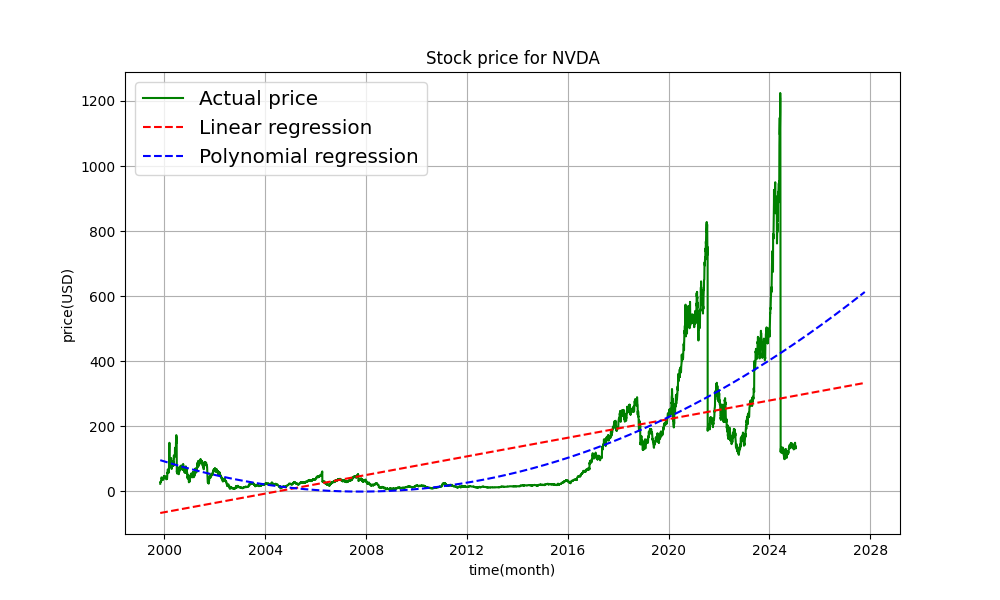 Stock price for NVDA
Actual price
Linear regression
Polynomial regression
1200
1000
800
600
400
200
0
price(USD)
2000 2004 2008 2012 2016 2020 2024 2028
time(month)